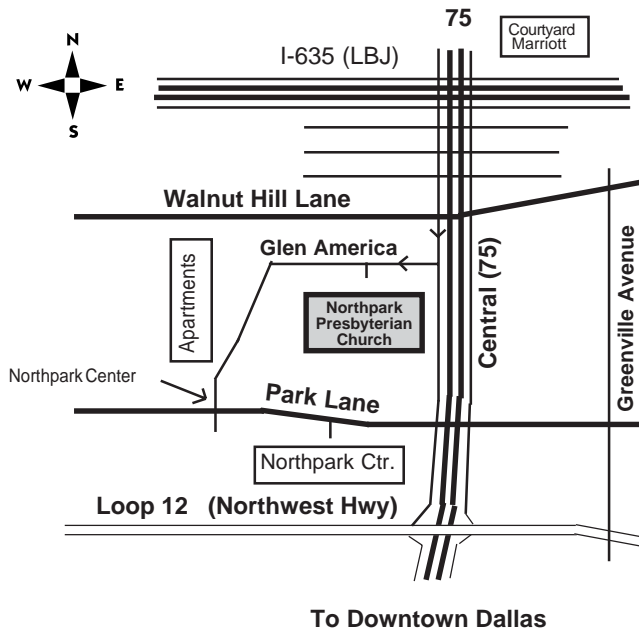 75
Courtyard
Marriott
N
I-635 (LBJ)
W
E
S
Walnut Hill Lane
Glen America
Apartments
Northpark
Presbyterian
Church
Central (75)
Greenville Avenue
Northpark Center
Park Lane
Northpark Ctr.
Loop 12 (Northwest Hwy)
To Downtown Dallas